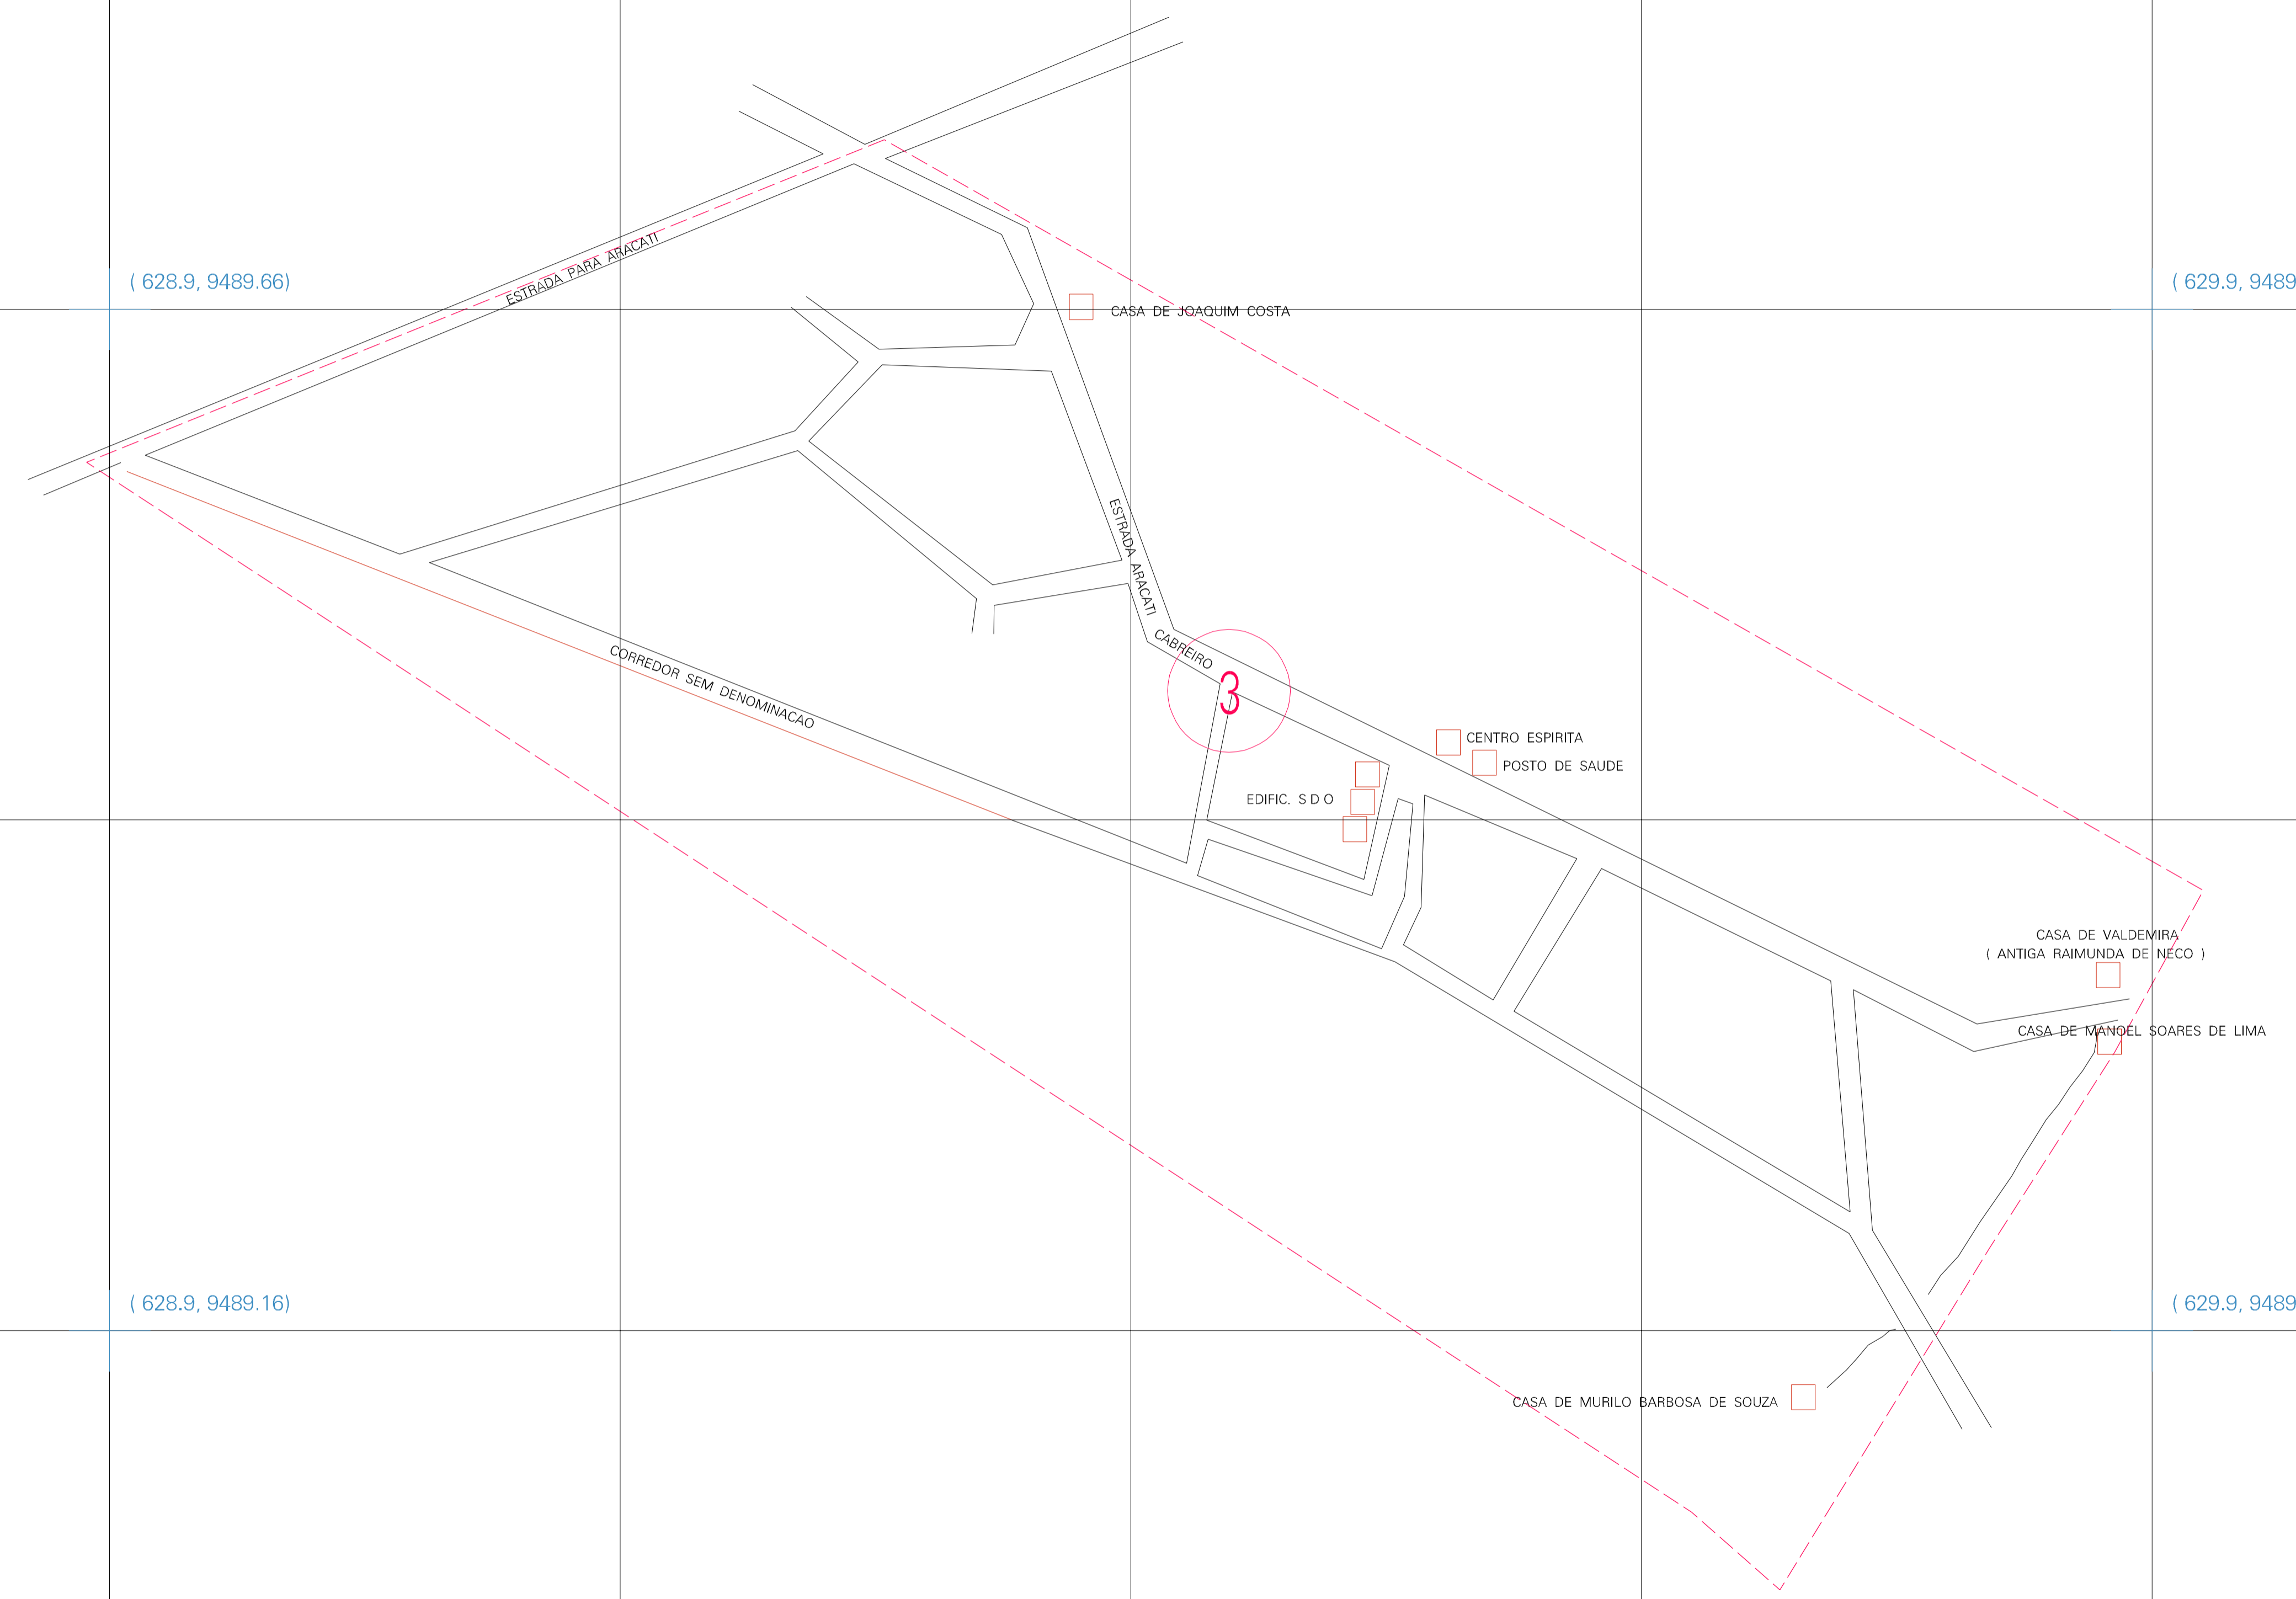 ESTRADA PARA ARACATI
( 628.9, 9489.66)
( 629.9, 9489
CASA DE JOAQUIM COSTA
ESTRADA ARACATI
CABREIRO
CORREDOR SEM DENOMINACAO
3
CENTRO ESPIRITA
POSTO DE SAUDE
EDIFIC. S D O
CASA DE VALDEMIRA
( ANTIGA RAIMUNDA DE NECO )
CASA DE MANOEL SOARES DE LIMA
( 628.9, 9489.16)
( 629.9, 9489
CASA DE MURILO BARBOSA DE SOUZA